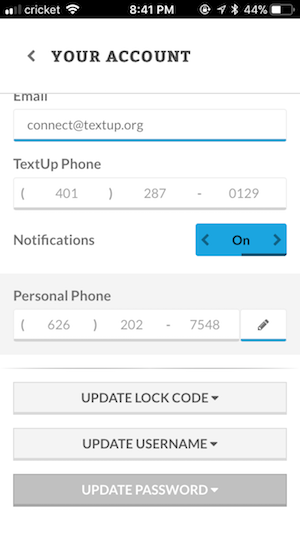 cricket 8:41 PM 44%
YOUR ACCOUNT
Email
connect@textup.org
TextUp Phone
( 401 ) 287 - 0129
Notifications
On
Personal Phone
( 626 ) 202 - 7548
UPDATE LOCK CODE
UPDATE USERNAME
UPDATE PASSWORD